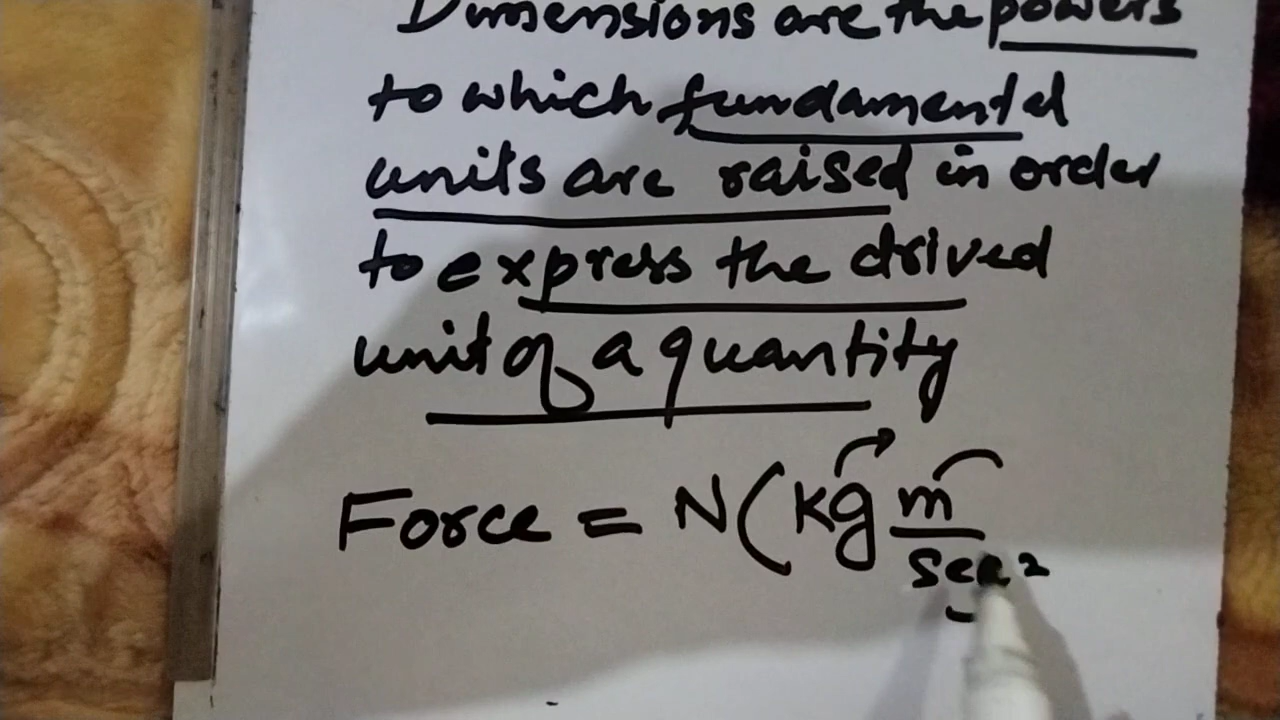 Dimensions are the powers
to which fundamental
units are raised in order
to express the drived
unit of a quantity
Force = N (Kg m
sec²